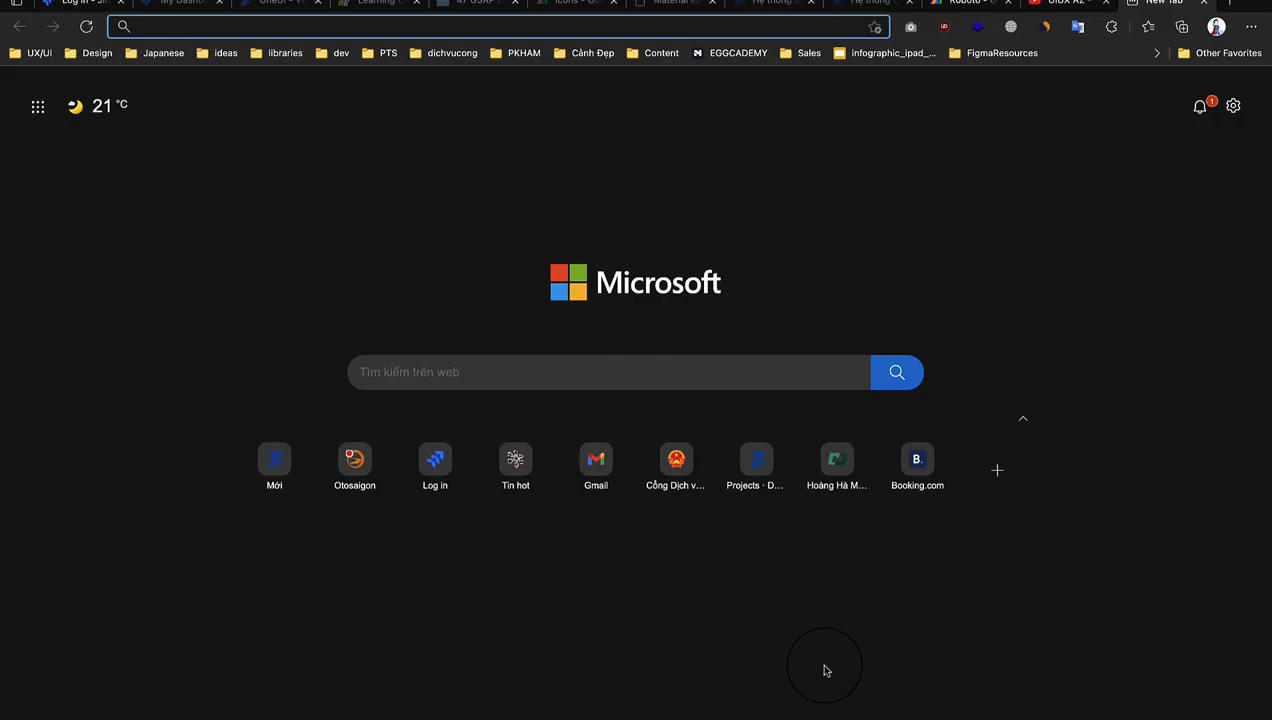 Log in - Ji
My Dashb
OneUI - V
Learning C
47 GSAP
Icons - Go
Material Ic
Hệ thống
Hệ thống
Roboto - G
UIUX AZ -
New Tab
UX/UI Design Japanese ideas libraries dev PTS dichvucong PKHAM Cảnh Đẹp Content EGGCADEMY Sales infographic_ipad_... FigmaResources Other Favorites
21 °C
1
Microsoft
Tìm kiếm trên web
Mới Otosaigon Log in Tin hot Gmail Cổng Dịch v... Projects · D... Hoàng Hà M... Booking.com